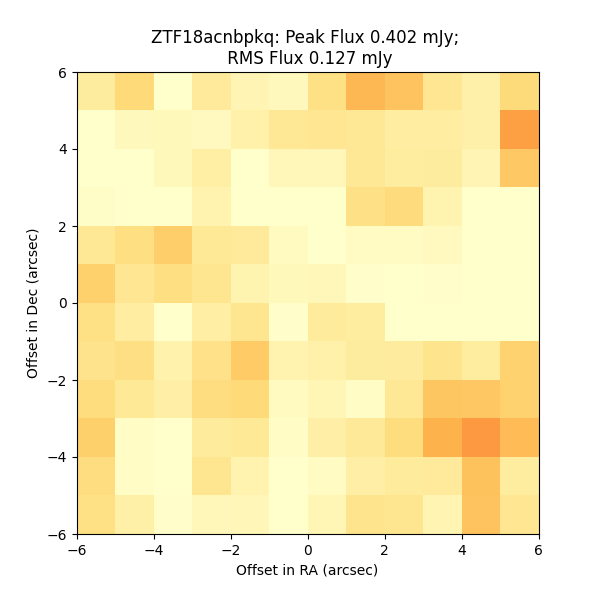 ZTF18acnbpkq: Peak Flux 0.402 mJy;
RMS Flux 0.127 mJy
6
4
2
0
−2
−4
−6
Offset in Dec (arcsec)
−6 −4 −2 0 2 4 6
Offset in RA (arcsec)